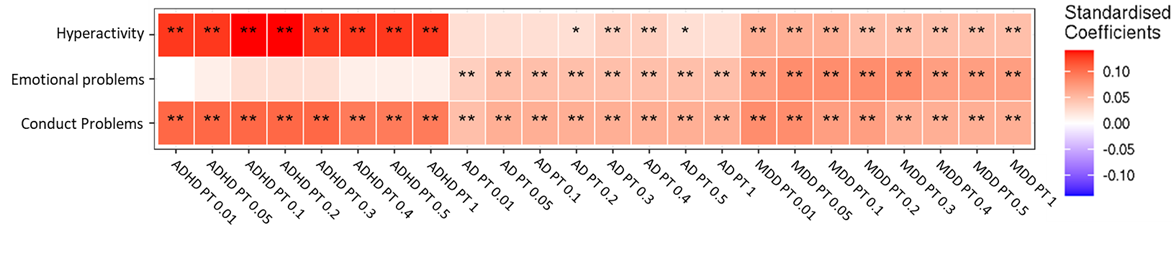 Standardised
Coefficients
Hyperactivity ** ** ** ** ** ** ** ** * ** ** * ** ** ** ** ** ** ** **
Emotional problems ** ** ** ** ** ** ** ** ** ** ** ** ** ** ** **
Conduct Problems ** ** ** ** ** ** ** ** ** ** ** ** ** ** ** ** ** ** ** ** ** ** ** **
0.10
0.05
0.00
-0.05
-0.10
ADHD PT 0.01
ADHD PT 0.05
ADHD PT 0.1
ADHD PT 0.2
ADHD PT 0.3
ADHD PT 0.4
ADHD PT 0.5
ADHD PT 1
AD PT 0.01
AD PT 0.05
AD PT 0.1
AD PT 0.2
AD PT 0.3
AD PT 0.4
AD PT 0.5
AD PT 1
MDD PT 0.01
MDD PT 0.05
MDD PT 0.1
MDD PT 0.2
MDD PT 0.3
MDD PT 0.4
MDD PT 0.5
MDD PT 1